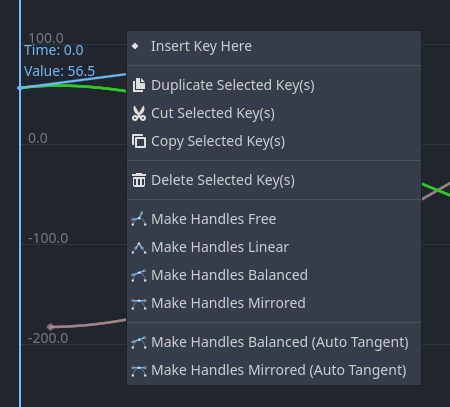 100.0
Time: 0.0
Value: 56.5
0.0
-100.0
-200.0
Insert Key Here
Duplicate Selected Key(s)
Cut Selected Key(s)
Copy Selected Key(s)
Delete Selected Key(s)
Make Handles Free
Make Handles Linear
Make Handles Balanced
Make Handles Mirrored
Make Handles Balanced (Auto Tangent)
Make Handles Mirrored (Auto Tangent)